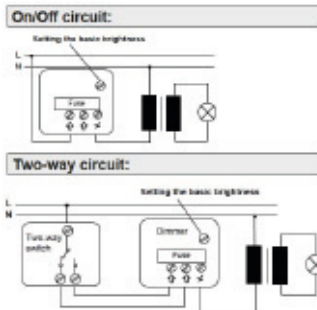 On/Off circuit:
Setting the basic brightness
L
N
Fuse
Two-way circuit:
Setting the basic brightness
L
N
Two-way
switch
Dimmer
Fuse